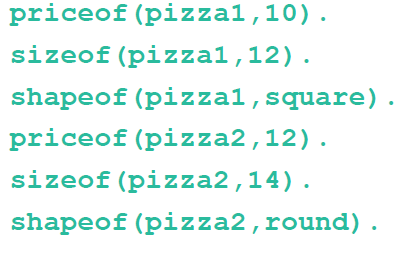 priceof(pizza1,10).
sizeof(pizza1,12).
shapeof(pizza1,square).
priceof(pizza2,12).
sizeof(pizza2,14).
shapeof(pizza2,round).